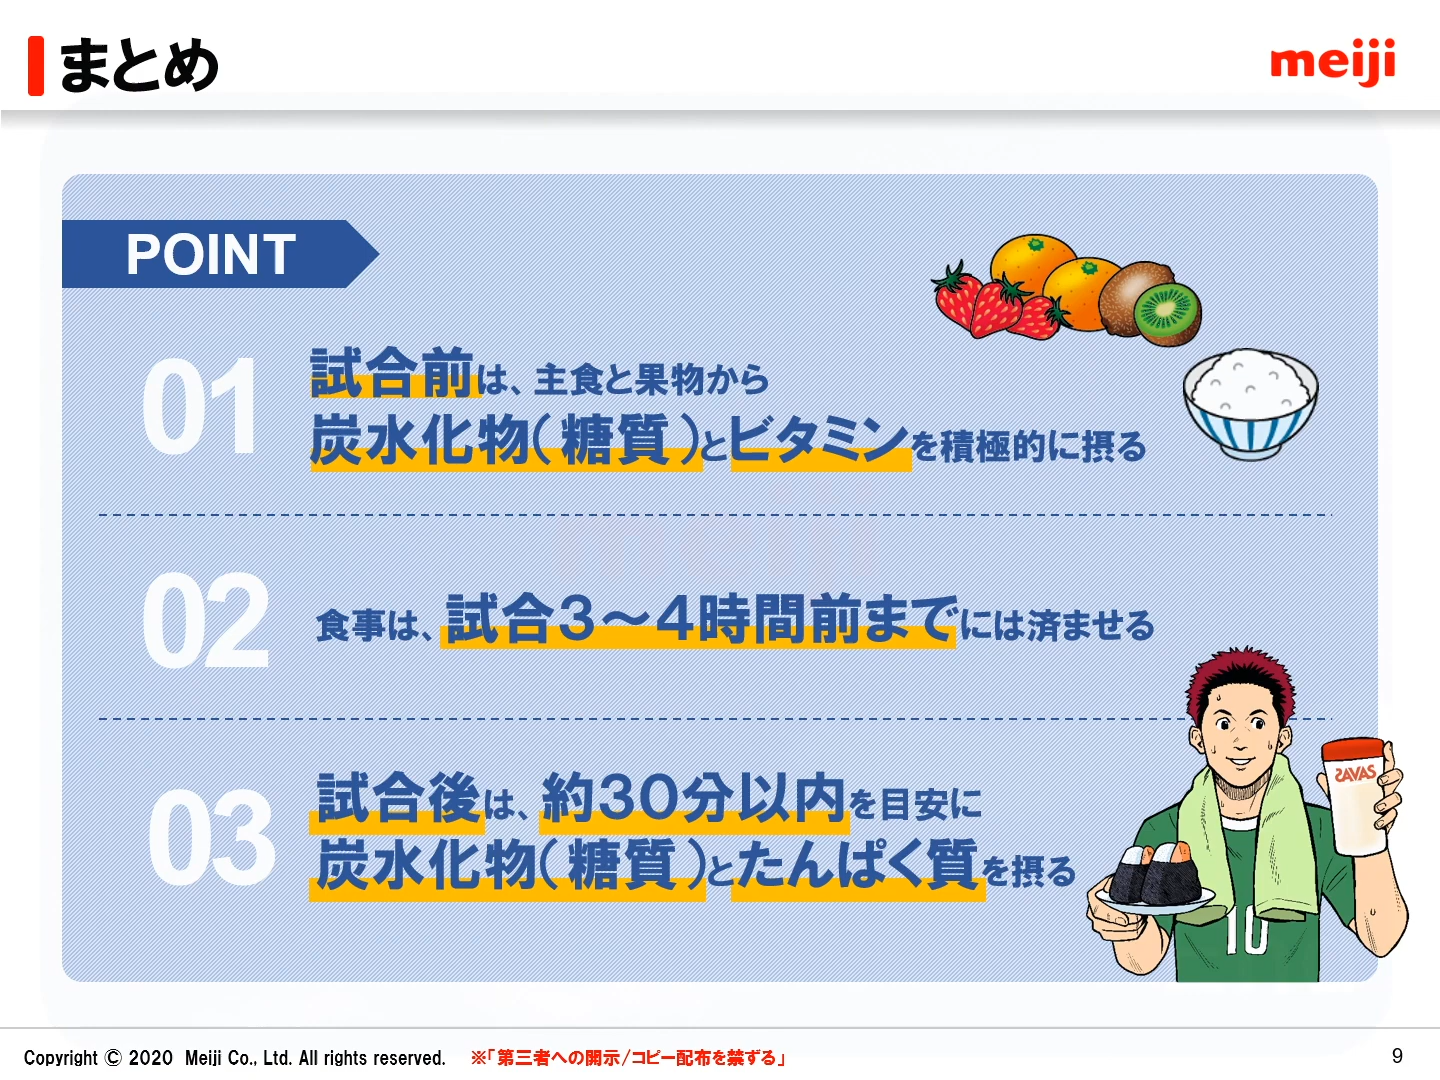 まとめ
meiji
POINT
01
試合前は、主食と果物から
炭水化物（糖質）とビタミンを積極的に摂る
02
食事は、試合3～4時間前までには済ませる
03
試合後は、約30分以内を目安に
炭水化物（糖質）とたんぱく質を摂る
SAVAS
10
Copyright © 2020 Meiji Co., Ltd. All rights reserved.
※「第三者への開示/コピー配布を禁ずる」
9